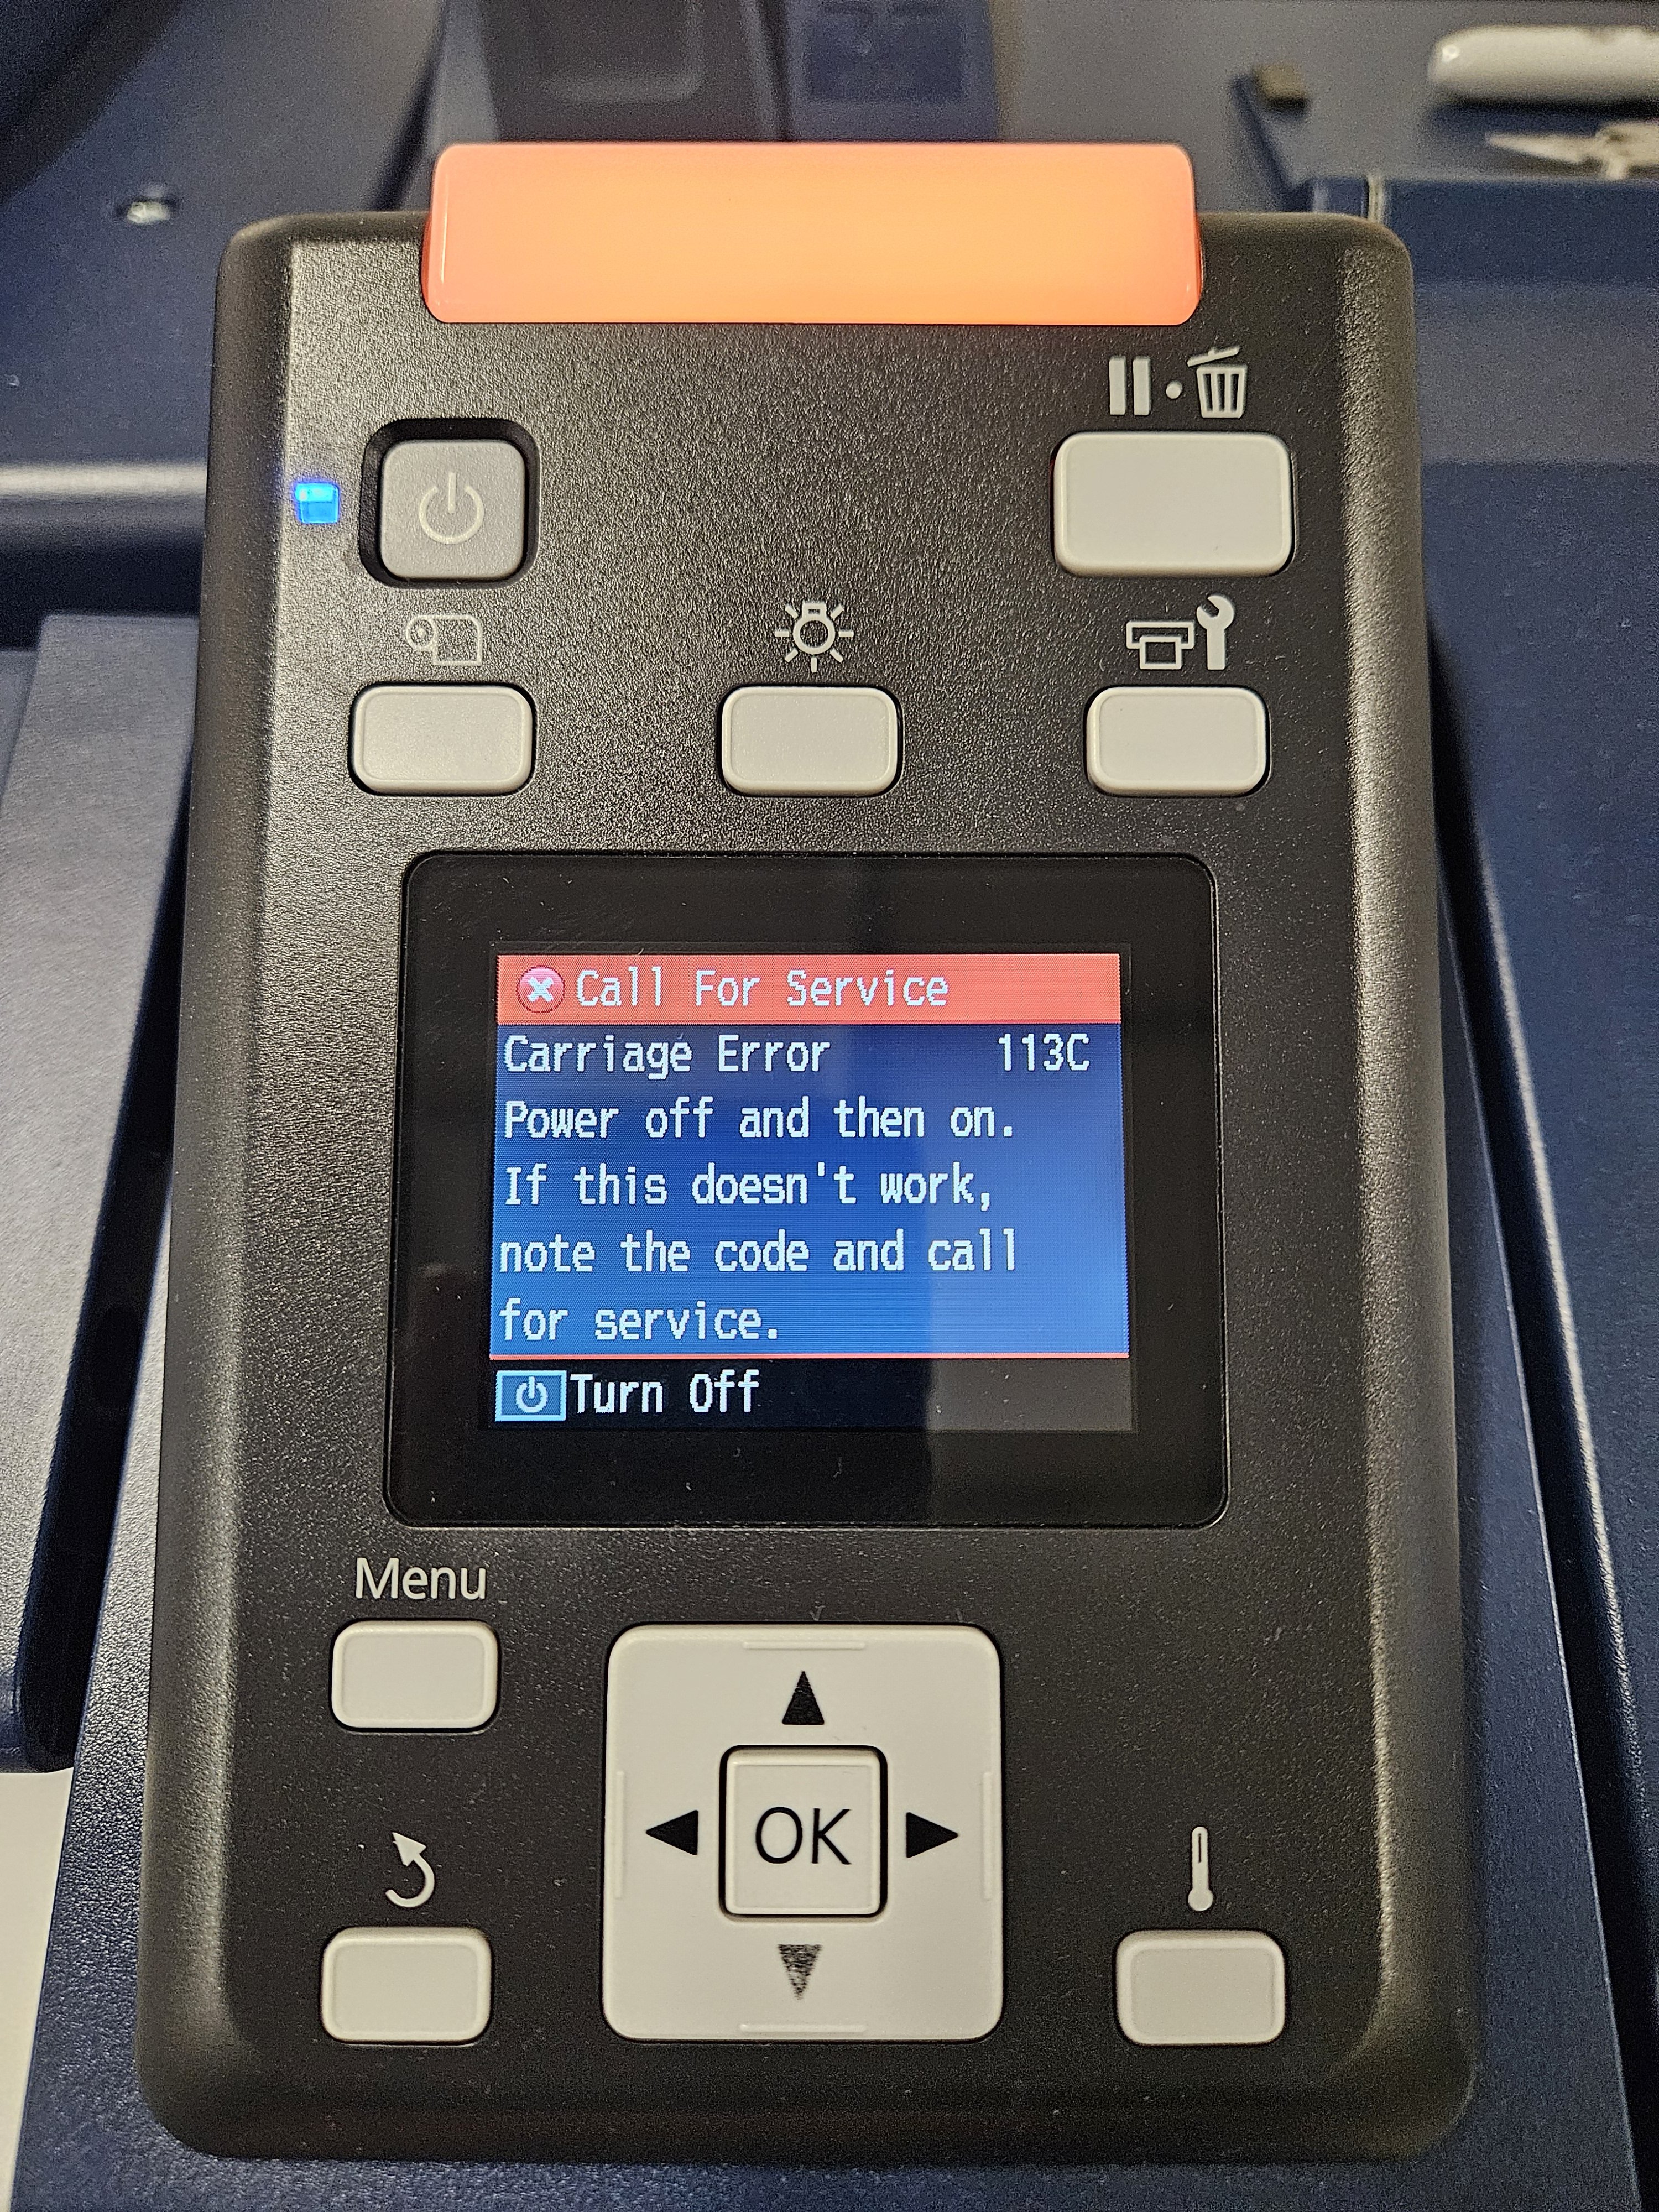 Call For Service
Carriage Error 113C
Power off and then on.
If this doesn't work,
note the code and call
for service.
Turn Off
Menu
OK